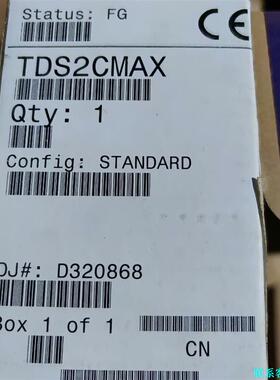 Status: FG
CE
TDS2CMAX
Qty: 1
Config: STANDARD
DJ#: D320868
Box 1 of 1
CN